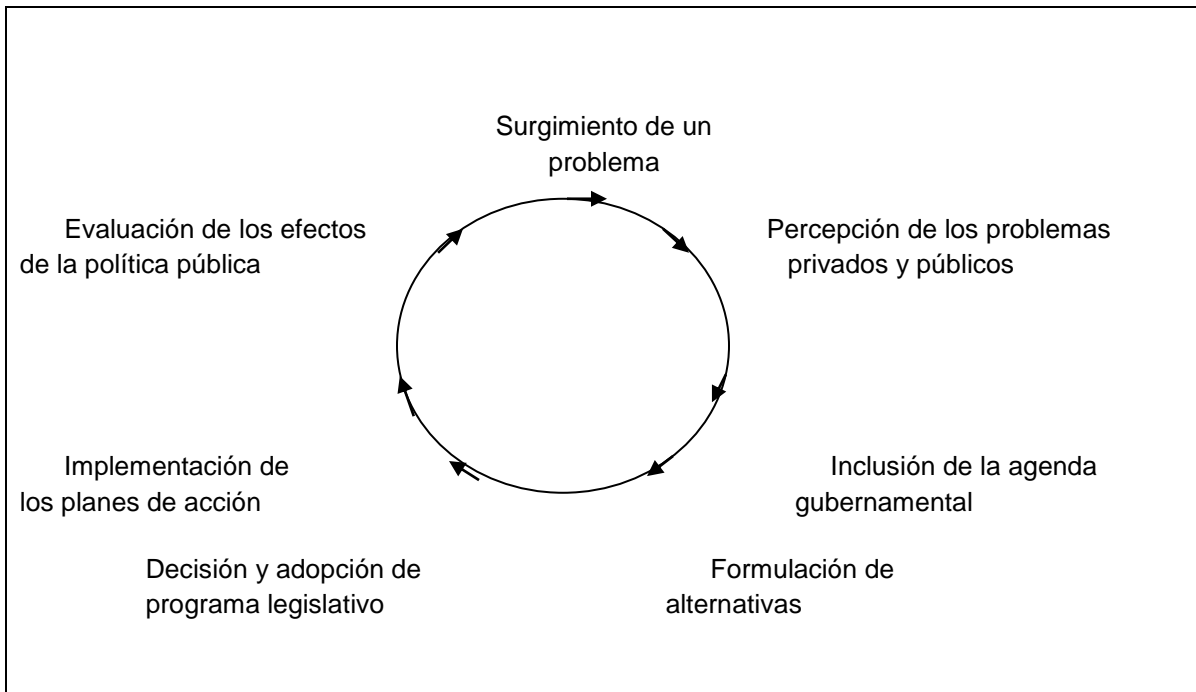 Surgimiento de un
problema
Evaluación de los efectos
de la política pública
Percepción de los problemas
privados y públicos
Implementación de
los planes de acción
Inclusión de la agenda
gubernamental
Decisión y adopción de
programa legislativo
Formulación de
alternativas